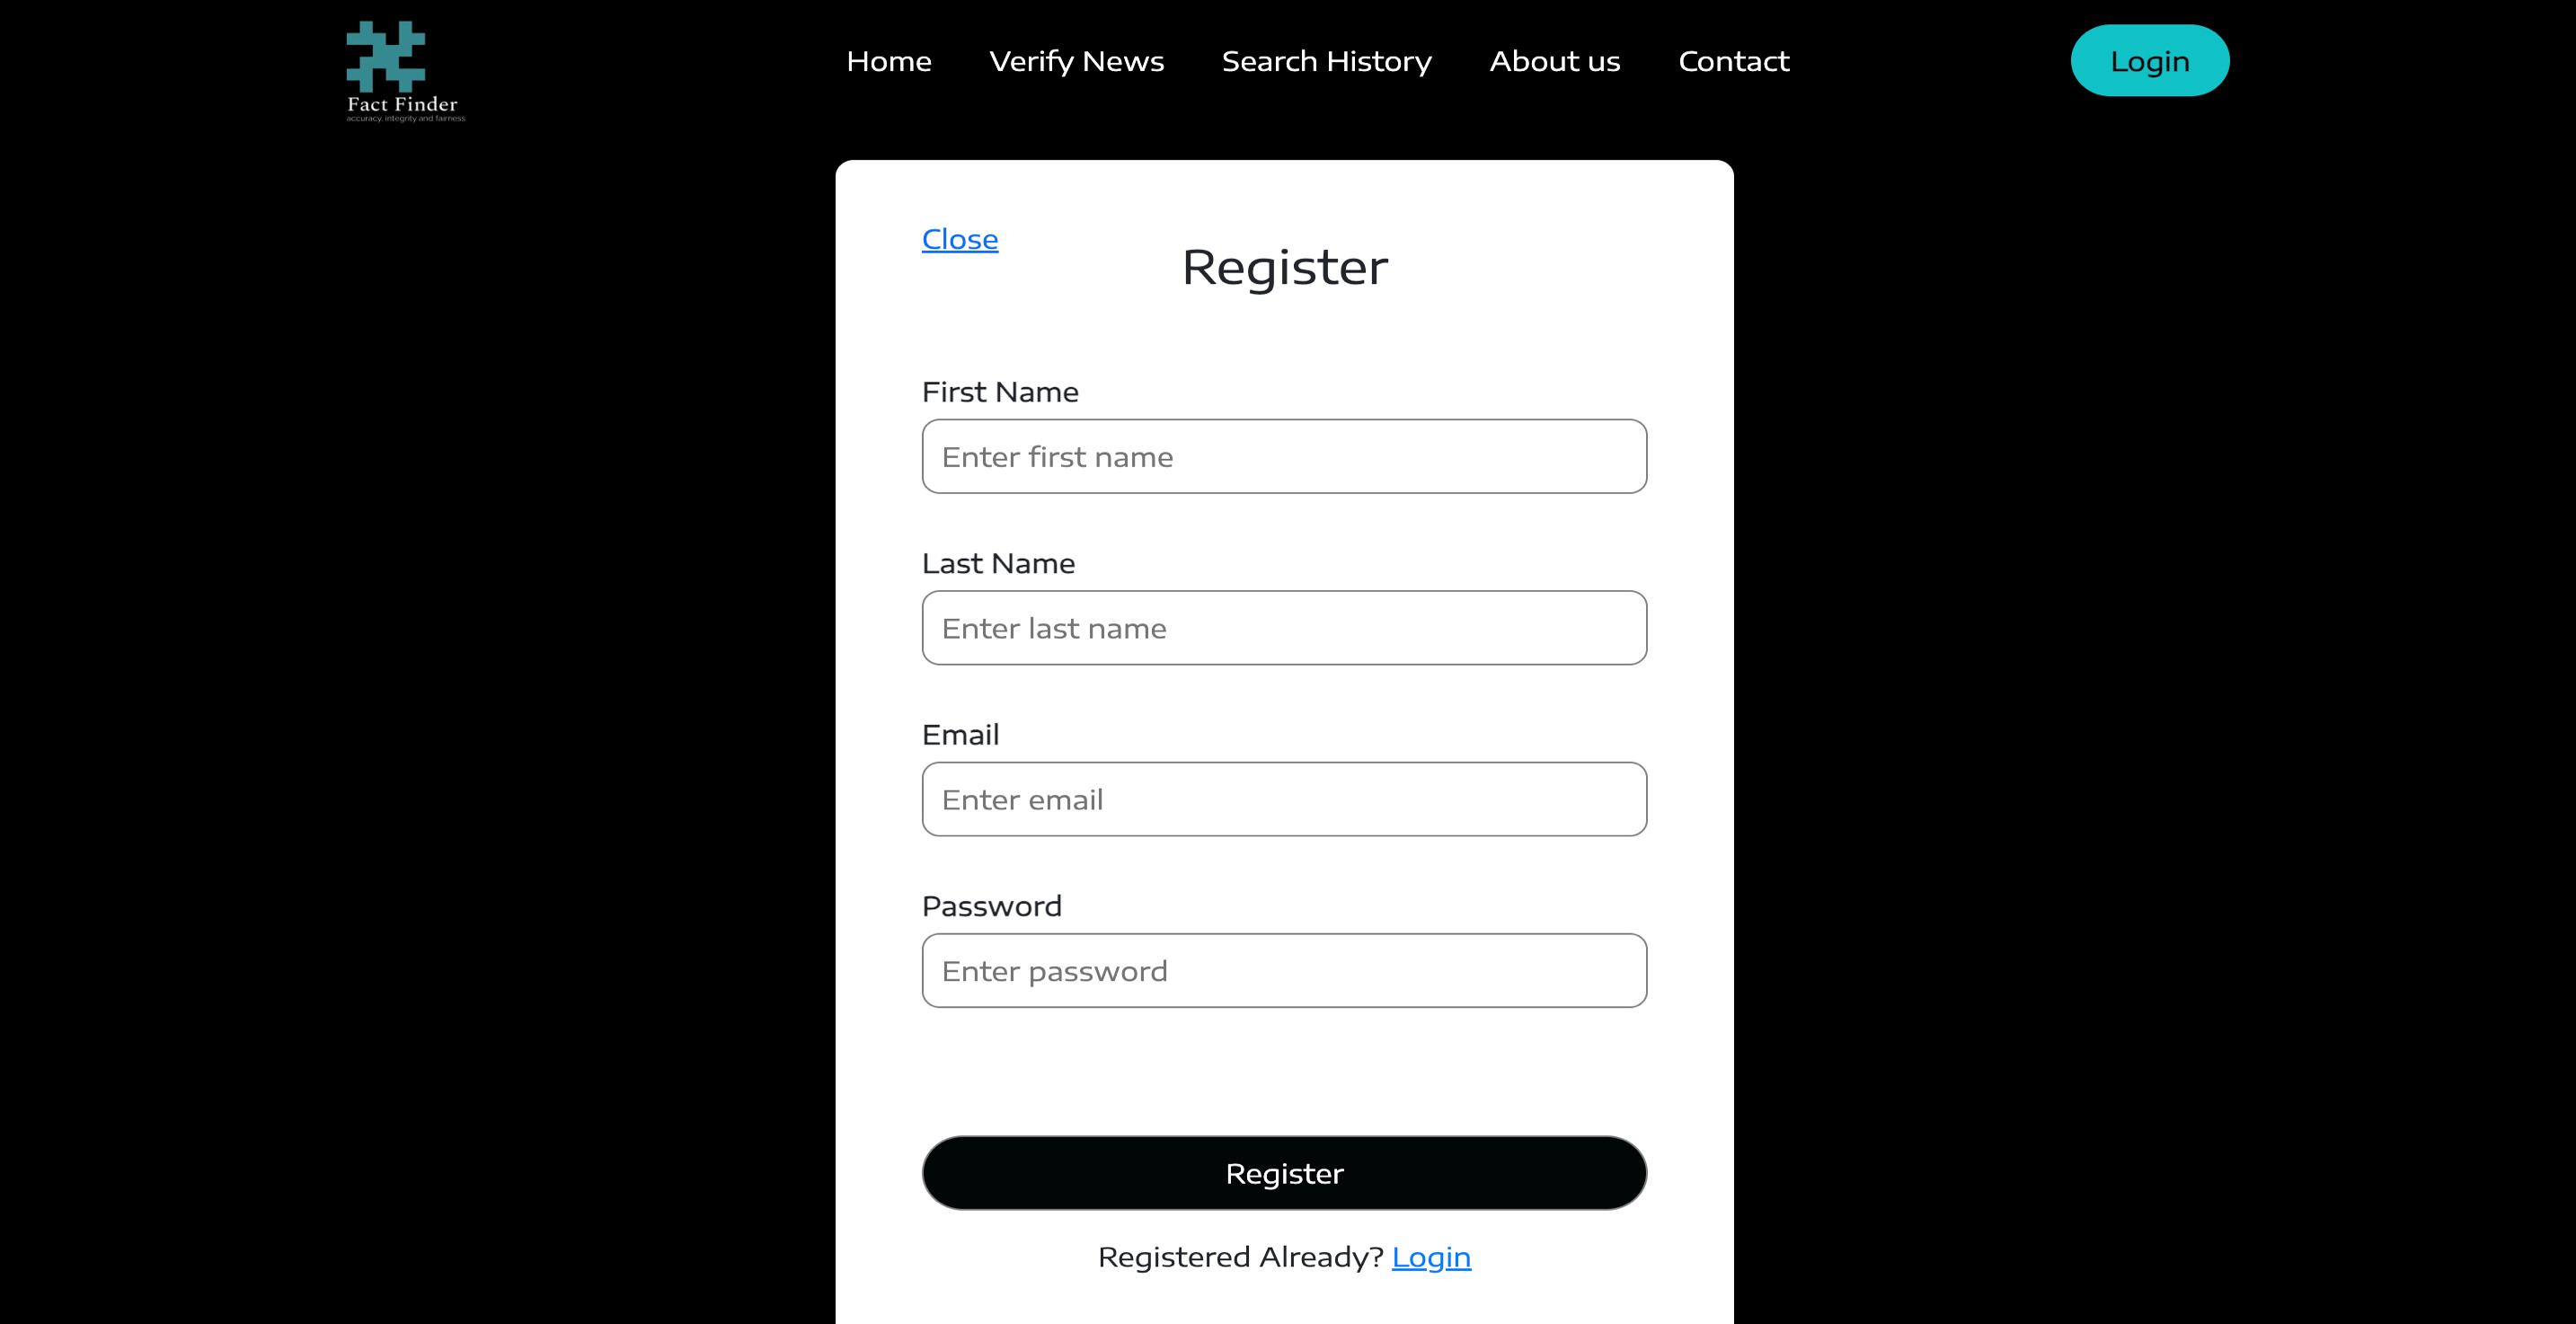 Fact Finder
accuracy, integrity and fairness
Home Verify News Search History About us Contact
Login
Close
Register
First Name
Enter first name
Last Name
Enter last name
Email
Enter email
Password
Enter password
Register
Registered Already? Login